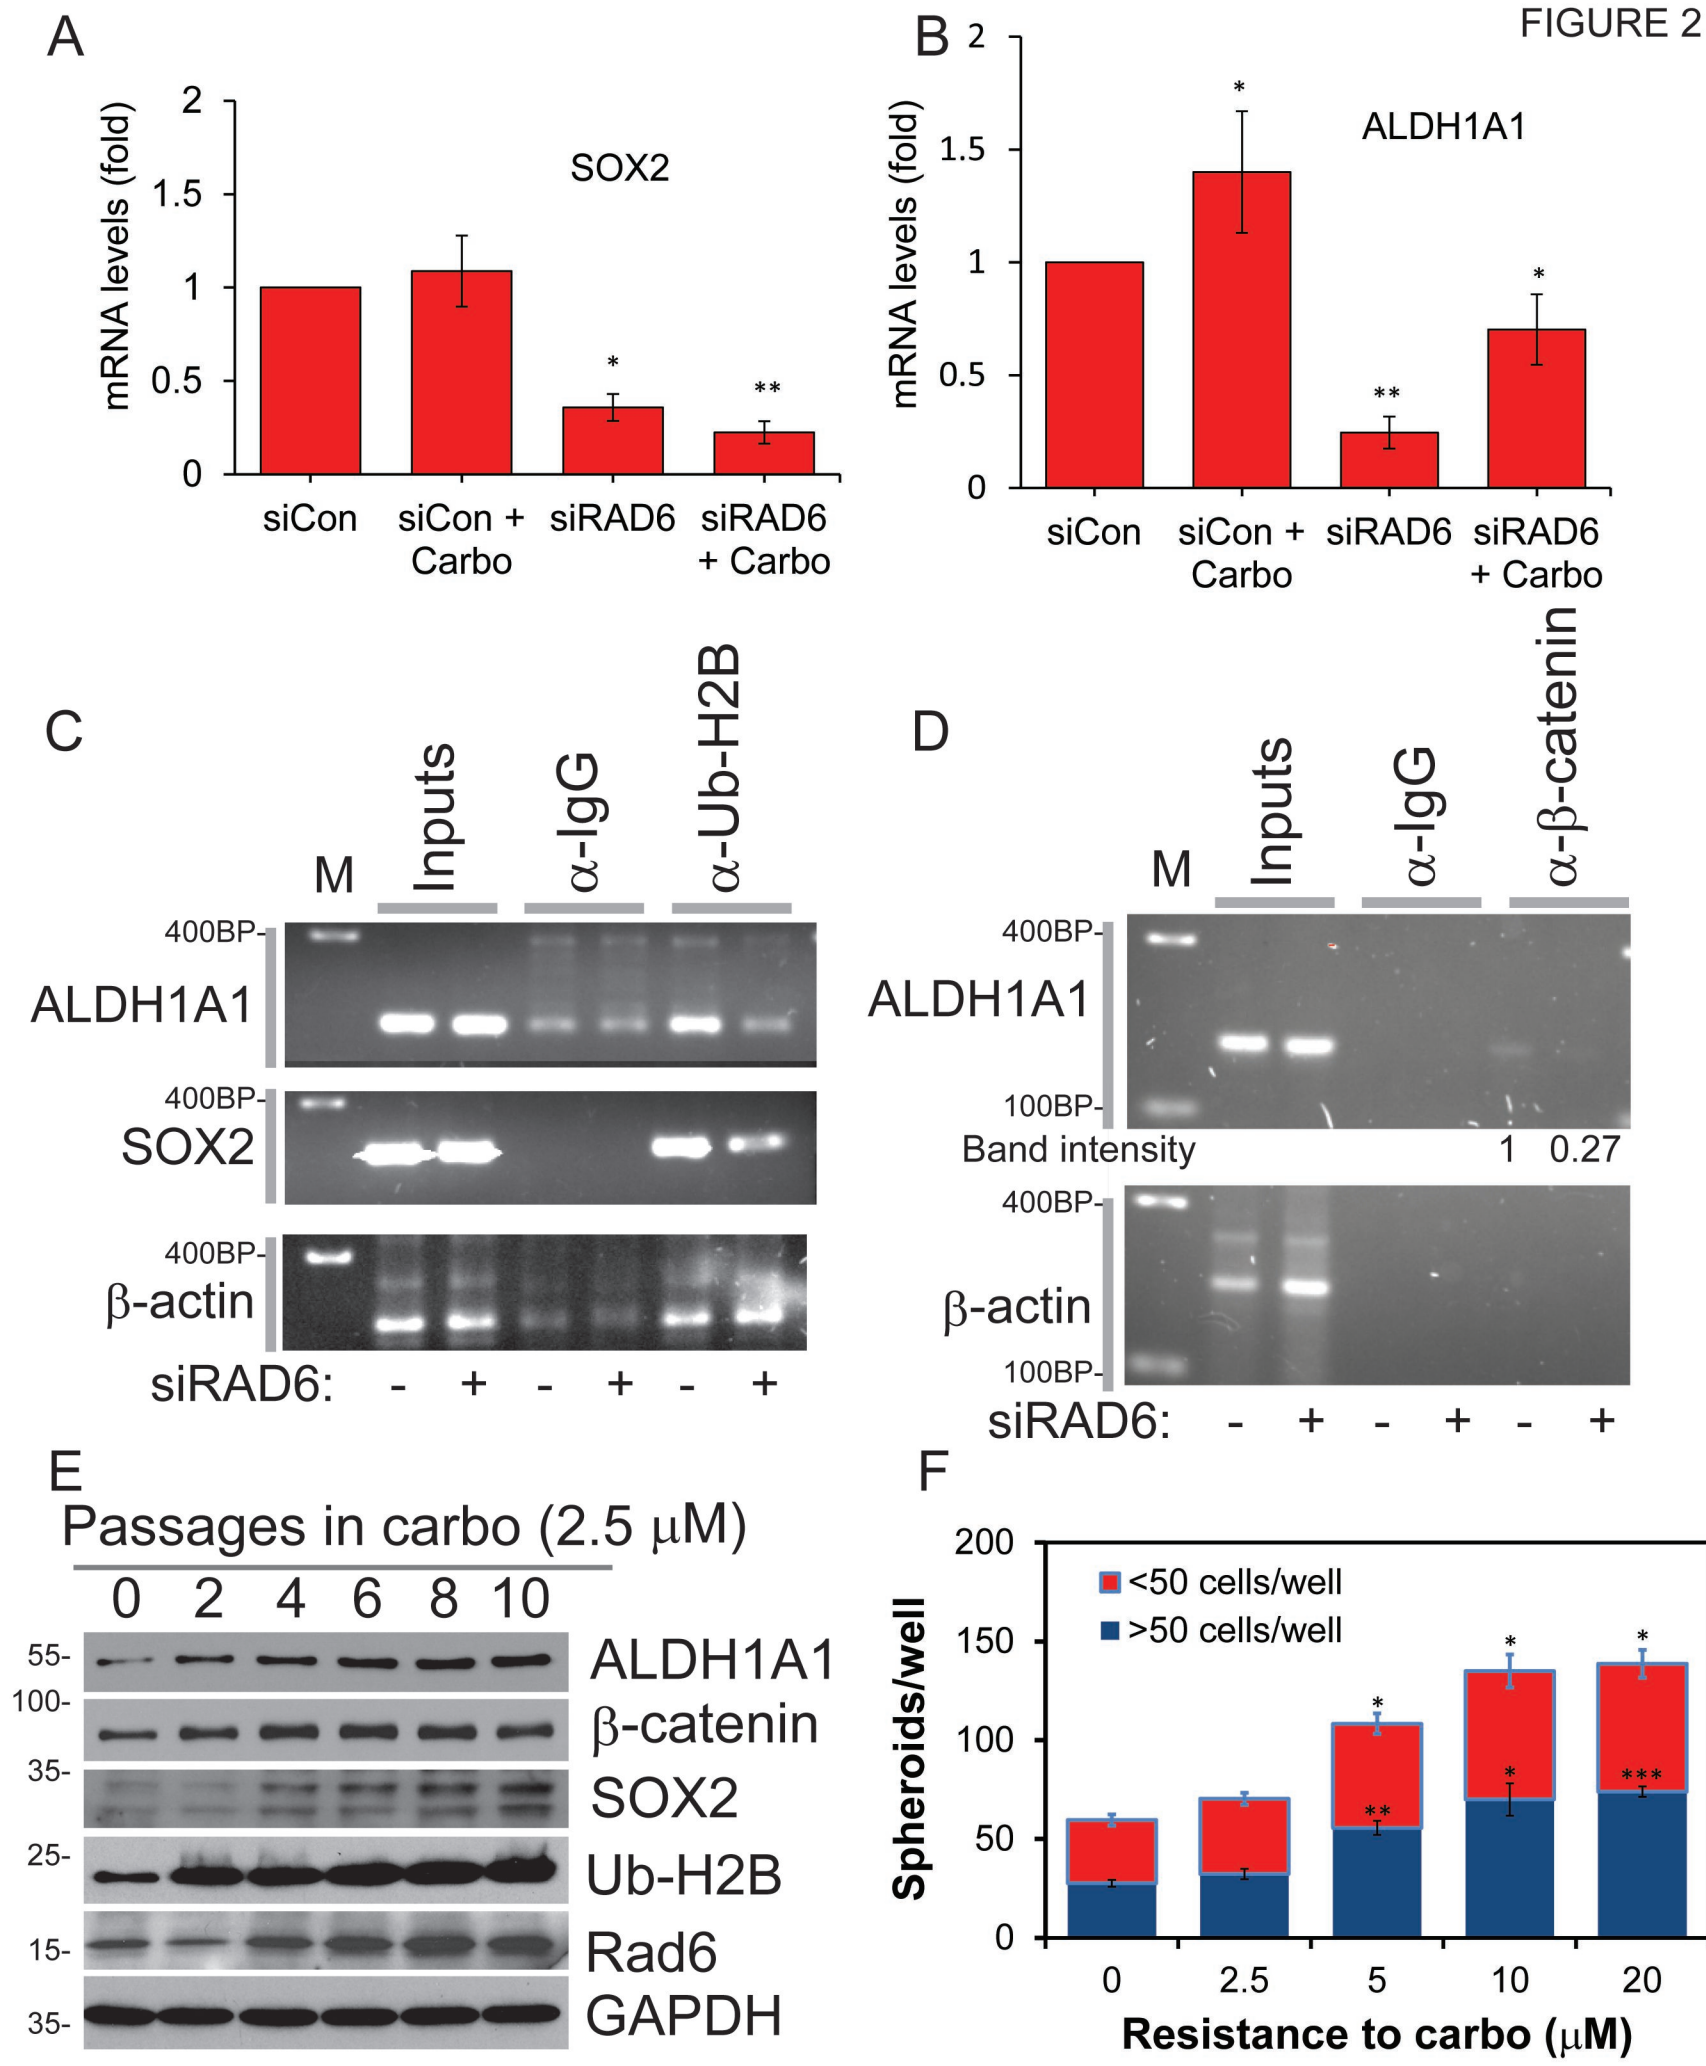 FIGURE 2
A
mRNA levels (fold)
2
1.5
1
0.5
0
SOX2
*
**
siCon
siCon + Carbo
siRAD6
siRAD6 + Carbo
B
mRNA levels (fold)
2
1.5
1
0.5
0
ALDH1A1
*
**
*
siCon
siCon + Carbo
siRAD6
siRAD6 + Carbo
C
M
Inputs
α-IgG
α-Ub-H2B
400BP-
ALDH1A1
400BP-
SOX2
400BP-
β-actin
siRAD6: - + - + - +
D
M
Inputs
α-IgG
α-β-catenin
400BP-
ALDH1A1
100BP-
Band intensity 1 0.27
400BP-
β-actin
100BP-
siRAD6: - + - + - +
E
Passages in carbo (2.5 μM)
0 2 4 6 8 10
55- ALDH1A1
100- β-catenin
35- SOX2
25- Ub-H2B
15- Rad6
35- GAPDH
F
Spheroids/well
200
150
100
50
0
<50 cells/well
>50 cells/well
* * *
** * ***
0 2.5 5 10 20
Resistance to carbo (μM)